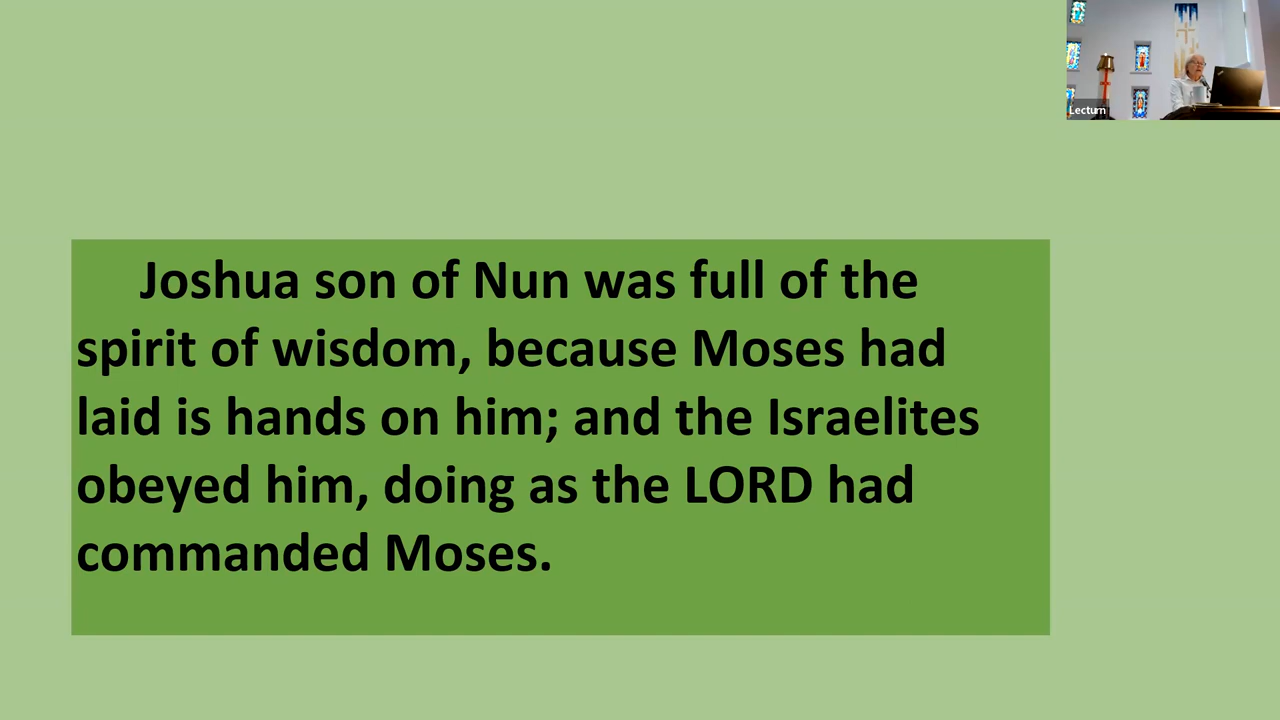 Lectum
Joshua son of Nun was full of the
spirit of wisdom, because Moses had
laid is hands on him; and the Israelites
obeyed him, doing as the LORD had
commanded Moses.